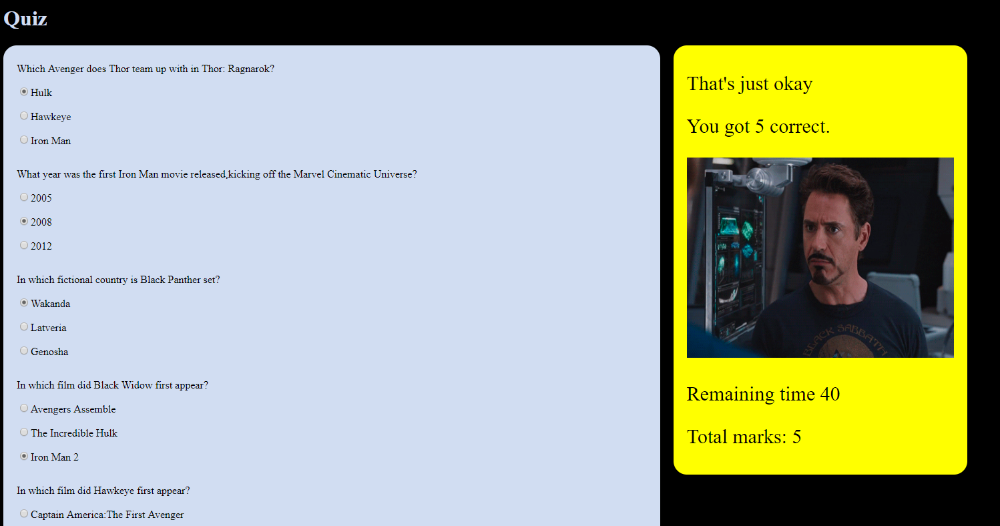 Quiz
Which Avenger does Thor team up with in Thor: Ragnarok?
Hulk
Hawkeye
Iron Man
What year was the first Iron Man movie released,kicking off the Marvel Cinematic Universe?
2005
2008
2012
In which fictional country is Black Panther set?
Wakanda
Latveria
Genosha
In which film did Black Widow first appear?
Avengers Assemble
The Incredible Hulk
Iron Man 2
In which film did Hawkeye first appear?
Captain America:The First Avenger
That's just okay
You got 5 correct.
BLACK SABBATH
Remaining time 40
Total marks: 5